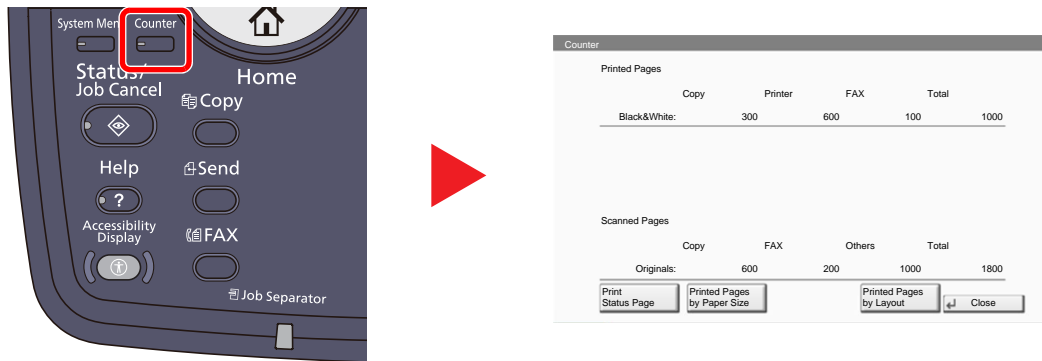 System Men
Counter
Status/
Job Cancel
Home
Copy
Send
Help
?
Accessibility
Display
FAX
Job Separator
Counter
Printed Pages
Copy Printer FAX Total
Black&White: 300 600 100 1000
Scanned Pages
Copy FAX Others Total
Originals: 600 200 1000 1800
Print
Status Page
Printed Pages
by Paper Size
Printed Pages
by Layout
Close